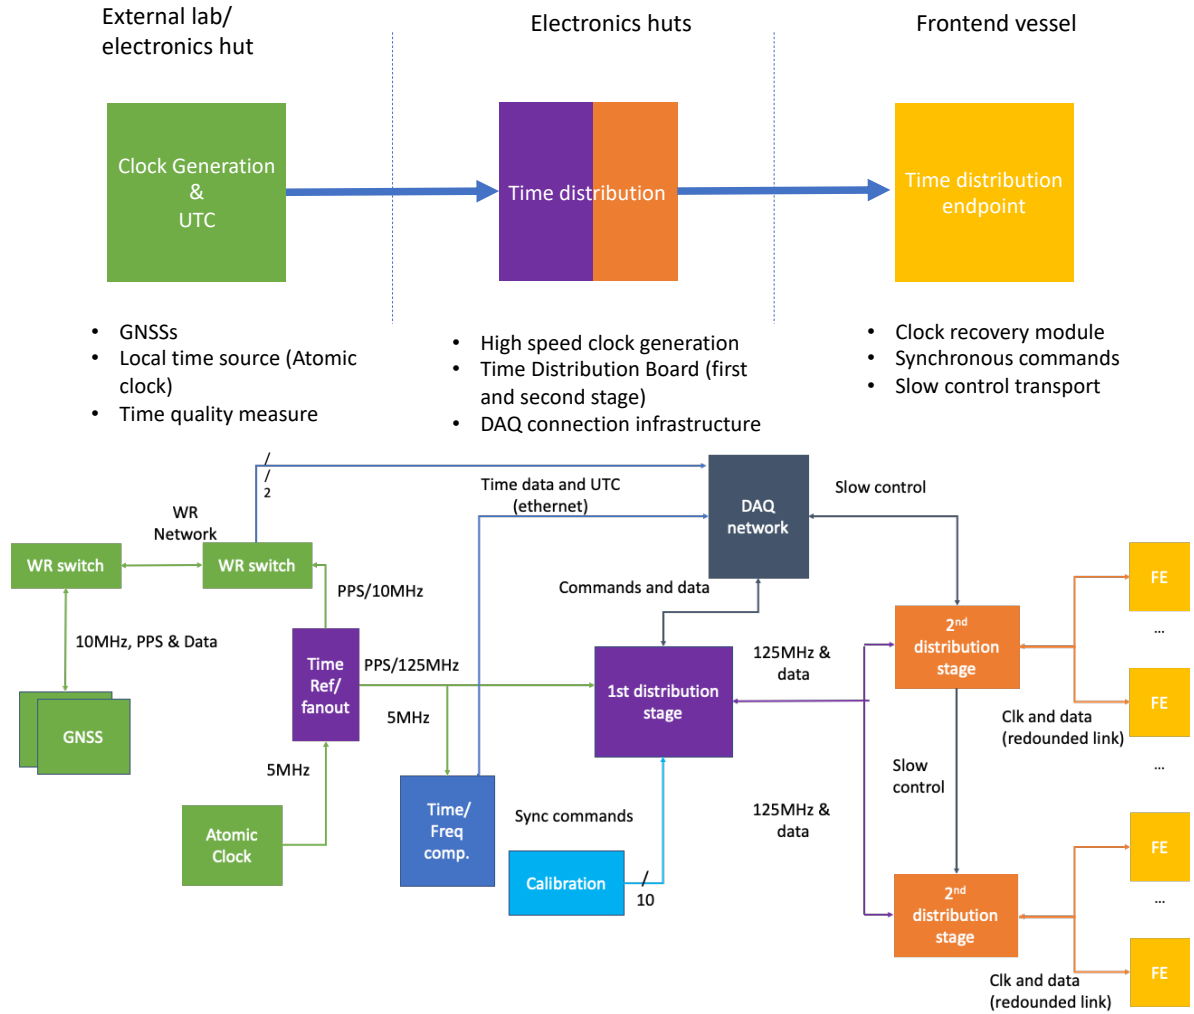 External lab/
electronics hut
Electronics huts
Frontend vessel
Clock Generation
&
UTC
Time distribution
Time distribution
endpoint
• GNSSs
• Local time source (Atomic
clock)
• Time quality measure
• High speed clock generation
• Time Distribution Board (first
and second stage)
• DAQ connection infrastructure
• Clock recovery module
• Synchronous commands
• Slow control transport
/
/
2
Time data and UTC
(ethernet)
DAQ
network
Slow control
WR
Network
WR switch
WR switch
FE
...
PPS/10MHz
Commands and data
10MHz, PPS & Data
Time
Ref/
fanout
PPS/125MHz
5MHz
1st distribution
stage
125MHz &
data
2nd
distribution
stage
FE
GNSS
Clk and data
(redounded link)
...
5MHz
Slow
control
Atomic
Clock
Time/
Freq
comp.
Sync commands
125MHz &
data
Calibration
/
10
FE
...
2nd
distribution
stage
FE
Clk and data
(redounded link)